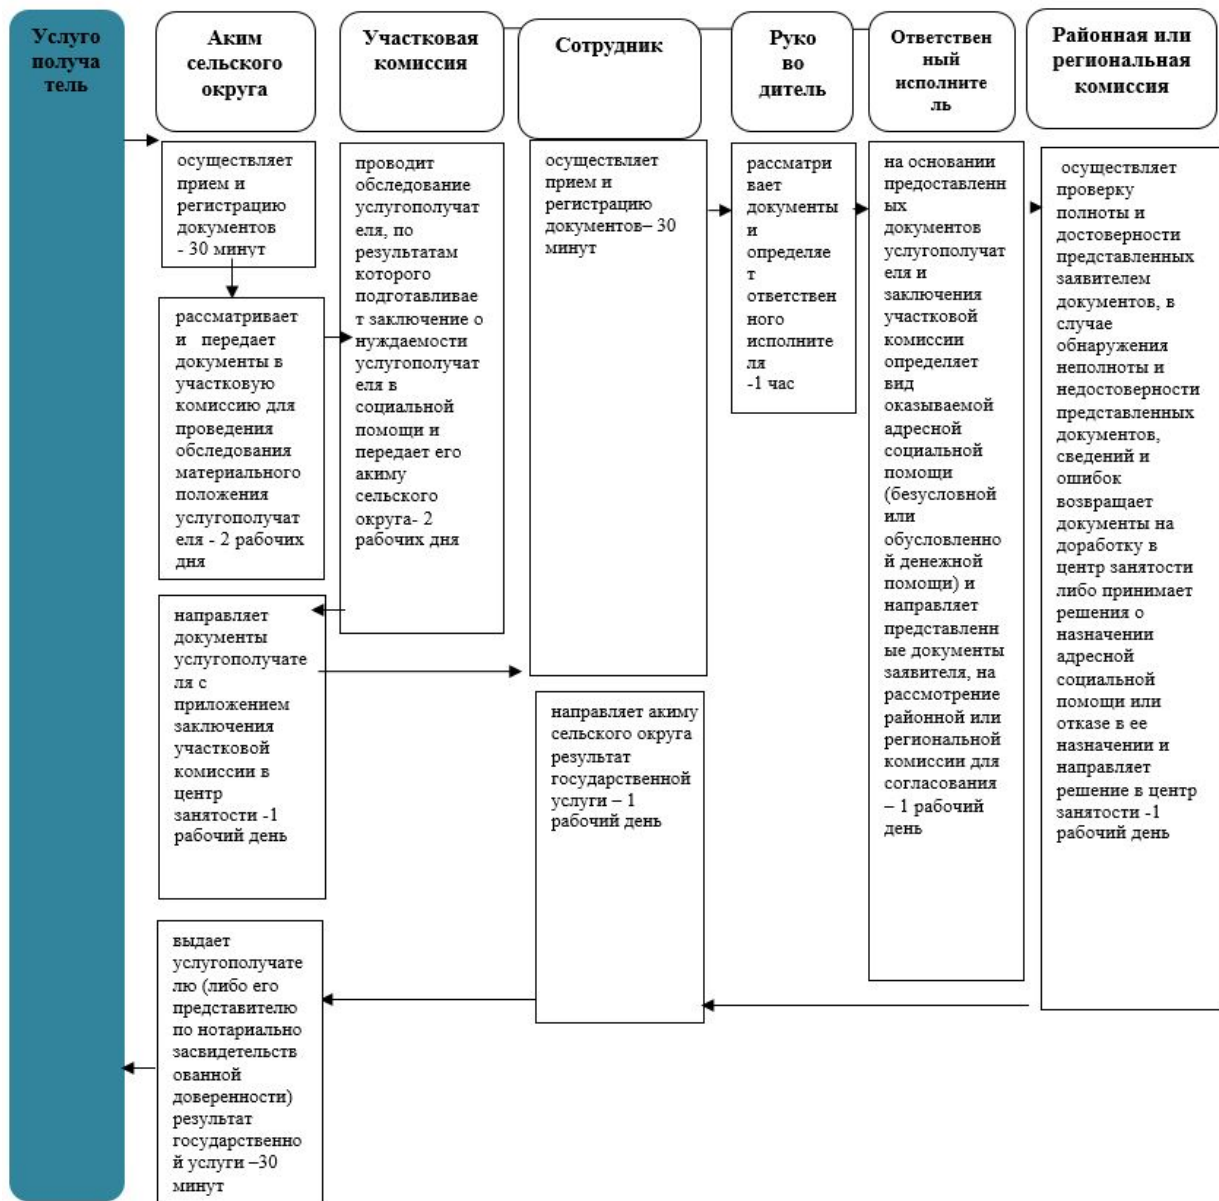 Услуго
получа
тель
Аким
сельского
округа
Участковая
комиссия
Сотрудник
Руко
во
дитель
Ответствен
ный
исполните
ль
Районная или
региональная
комиссия
осуществляет
прием и
регистрацию
документов
- 30 минут
рассматривает
и передает
документы в
участковую
комиссию для
проведения
обследования
материального
положения
услугополучат
еля - 2 рабочих
дня
направляет
документы
услугополучате
ля с
приложением
заключения
участковой
комиссии в
центр
занятости -1
рабочий день
выдает
услугополучате
лю (либо его
представителю
по нотариально
засвидетельств
ованной
доверенности)
результат
государственно
й услуги –30
минут
проводит
обследование
услугополучат
еля, по
результатам
которого
подготавливае
т заключение о
нуждаемости
услугополучат
еля в
социальной
помощи и
передает его
акиму
сельского
округа- 2
рабочих дня
осуществляет
прием и
регистрацию
документов– 30
минут
направляет акиму
сельского округа
результат
государственной
услуги – 1
рабочий день
рассматри
вает
документы
и
определяе
т
ответствен
ного
исполните
ля
-1 час
на основании
предоставленн
ых
документов
услугополучат
еля и
заключения
участковой
комиссии
определяет
вид
оказываемой
адресной
социальной
помощи
(безусловной
или
обусловленно
й денежной
помощи) и
направляет
представленн
ые документы
заявителя, на
рассмотрение
районной или
региональной
комиссии для
согласования
– 1 рабочий
день
осуществляет
проверку
полноты и
достоверности
представленных
заявителем
документов, в
случае
обнаружения
неполноты и
недостоверности
представленных
документов,
сведений и
ошибок
возвращает
документы на
доработку в
центр занятости
либо принимает
решения о
назначении
адресной
социальной
помощи или
отказе в ее
назначении и
направляет
решение в центр
занятости -1
рабочий день